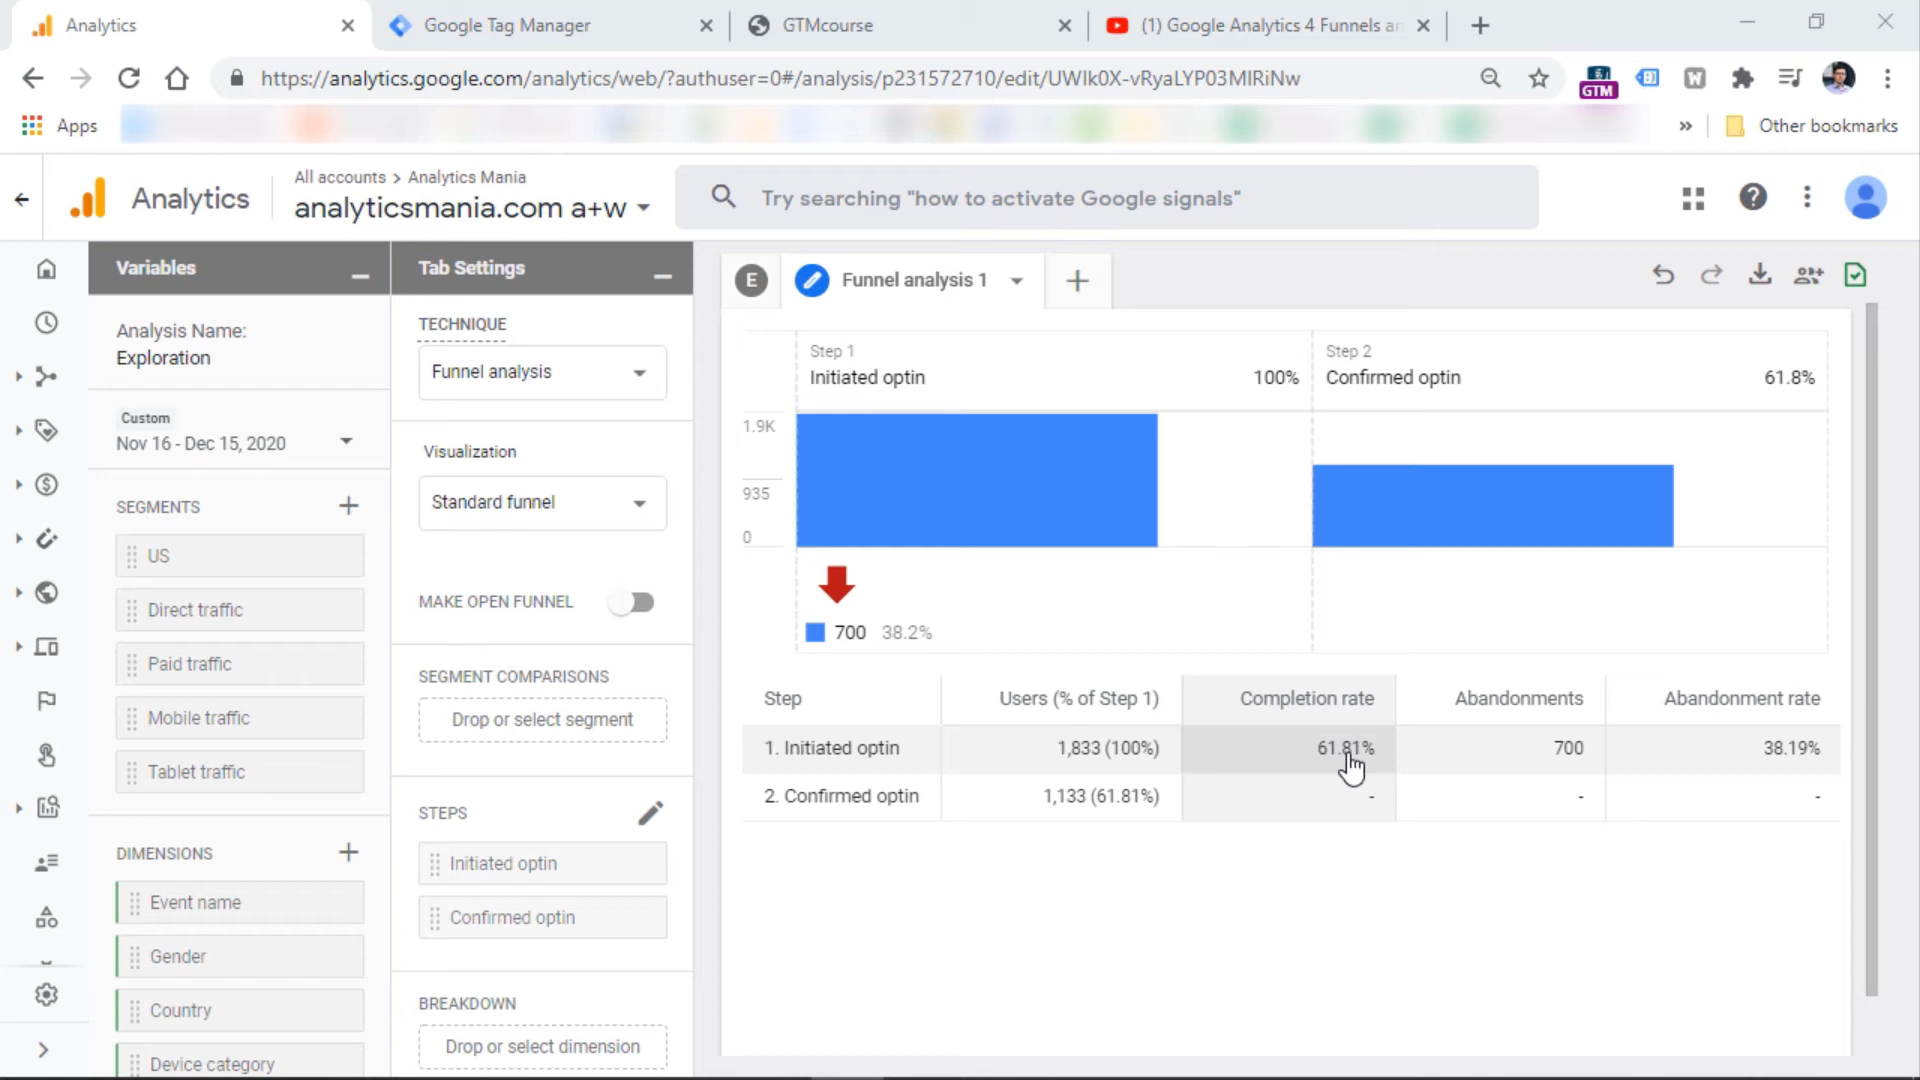 Analytics
Google Tag Manager
GTMcourse
(1) Google Analytics 4 Funnels an
https://analytics.google.com/analytics/web/?authuser=0#/analysis/p231572710/edit/UWIk0X-vRyaLYP03MIRiNw
GTM
Apps
Other bookmarks
Analytics
All accounts > Analytics Mania
analyticsmania.com a+w
Try searching "how to activate Google signals"
Variables
Analysis Name:
Exploration
Custom
Nov 16 - Dec 15, 2020
SEGMENTS
US
Direct traffic
Paid traffic
Mobile traffic
Tablet traffic
DIMENSIONS
Event name
Gender
Country
Device category
Tab Settings
TECHNIQUE
Funnel analysis
Visualization
Standard funnel
MAKE OPEN FUNNEL
SEGMENT COMPARISONS
Drop or select segment
STEPS
Initiated optin
Confirmed optin
BREAKDOWN
Drop or select dimension
E
Funnel analysis 1
Step 1
Initiated optin 100%
Step 2
Confirmed optin 61.8%
1.9K
935
0
700 38.2%
Step Users (% of Step 1) Completion rate Abandonments Abandonment rate
1. Initiated optin 1,833 (100%) 61.81% 700 38.19%
2. Confirmed optin 1,133 (61.81%) - - -